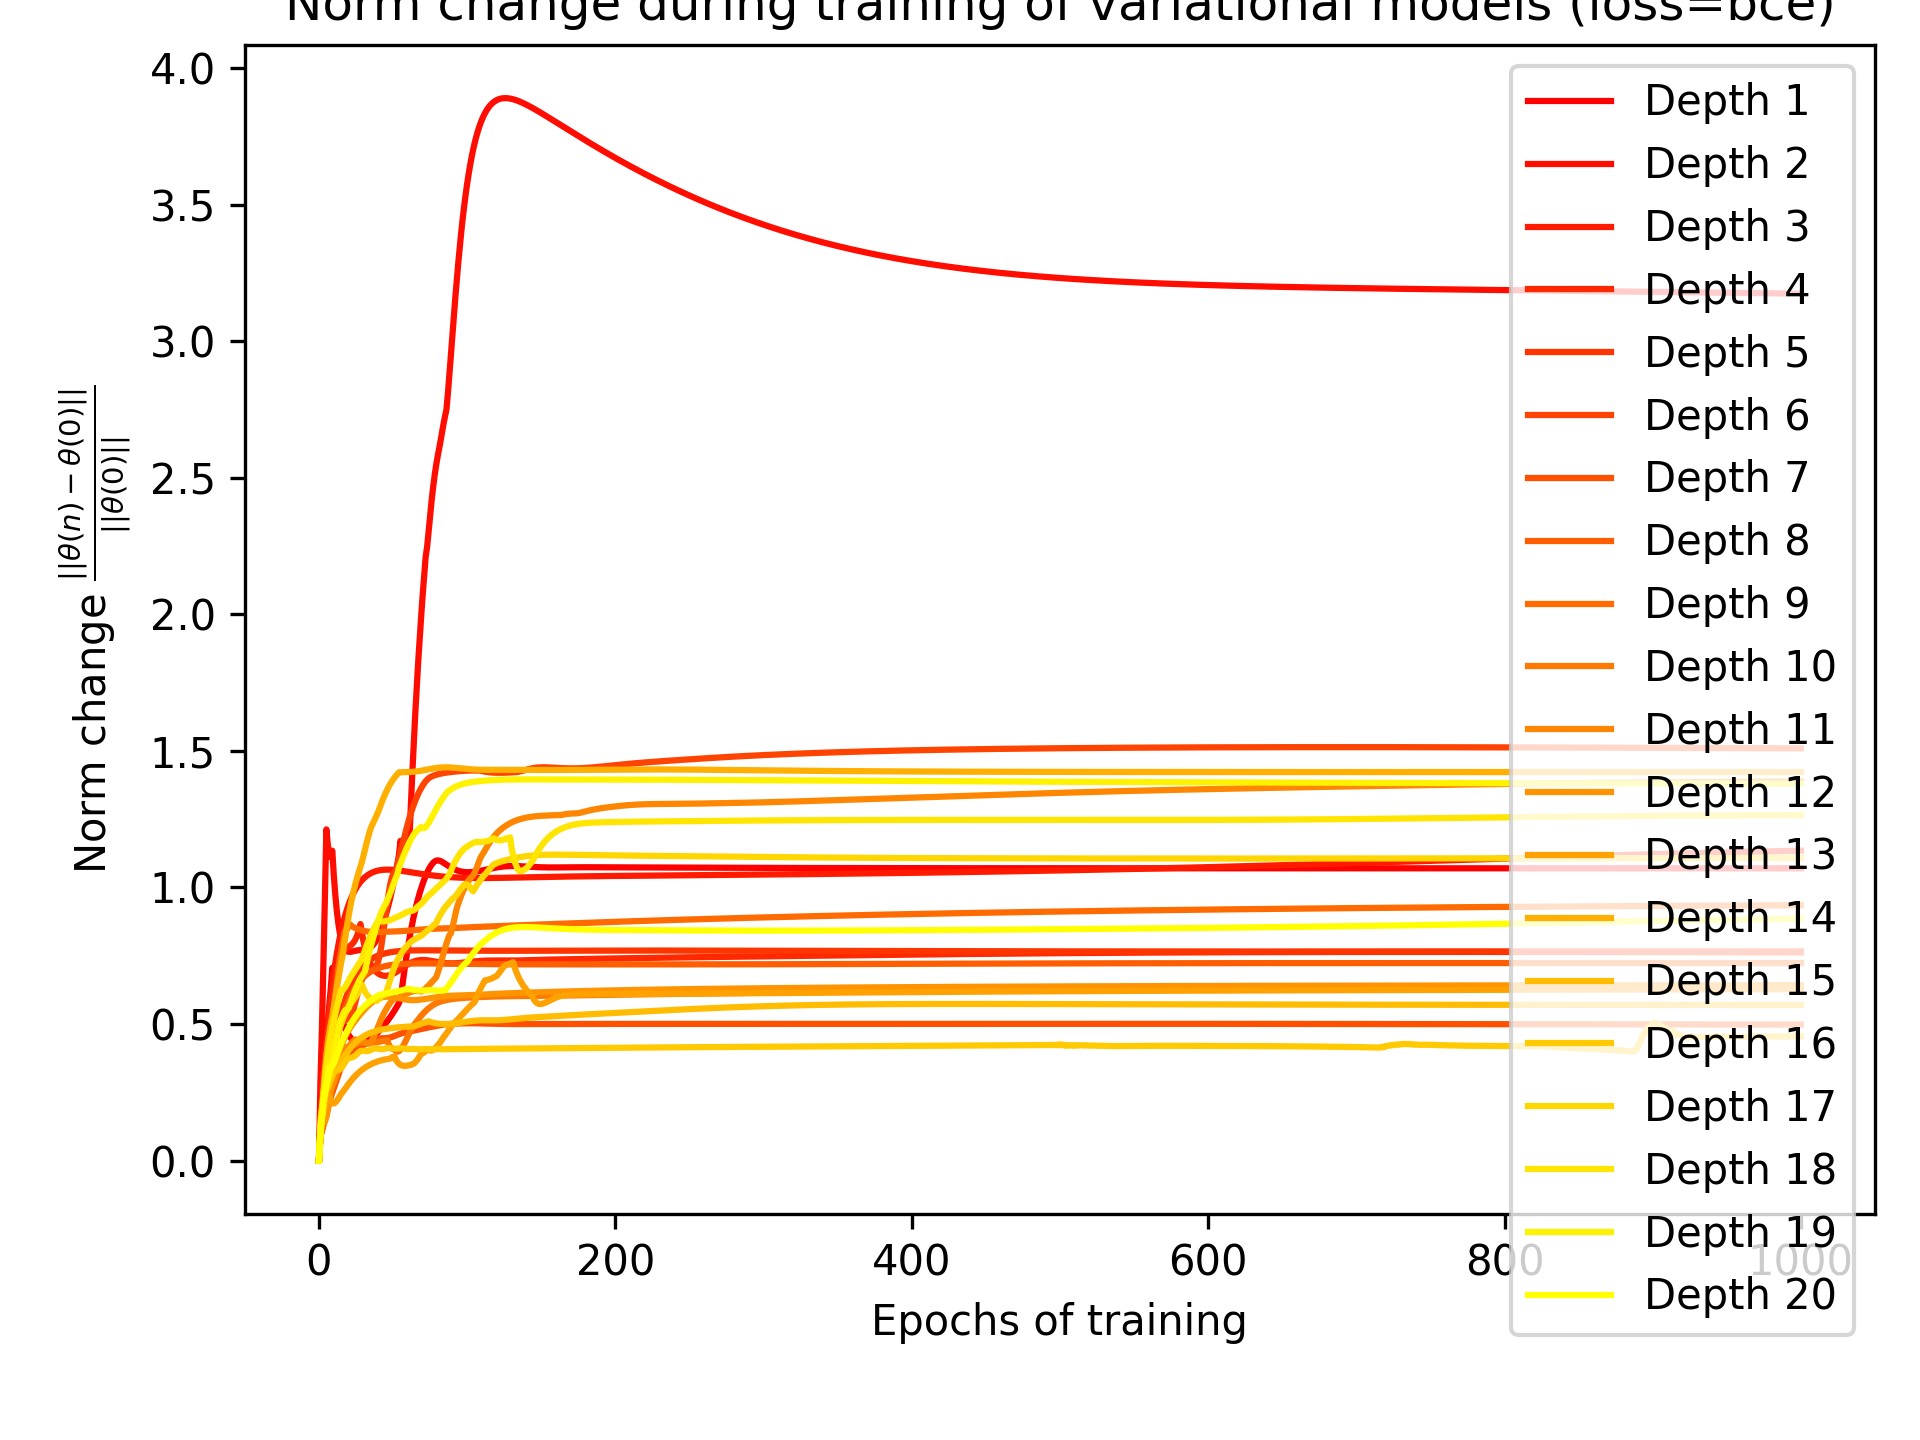 Norm change during training of variational models (loss=bce)
4.0
3.5
3.0
2.5
2.0
1.5
1.0
0.5
0.0
Norm change ||θ(n) − θ(0)|| / ||θ(0)||
0 200 400 600 800 1000
Epochs of training
Depth 1
Depth 2
Depth 3
Depth 4
Depth 5
Depth 6
Depth 7
Depth 8
Depth 9
Depth 10
Depth 11
Depth 12
Depth 13
Depth 14
Depth 15
Depth 16
Depth 17
Depth 18
Depth 19
Depth 20